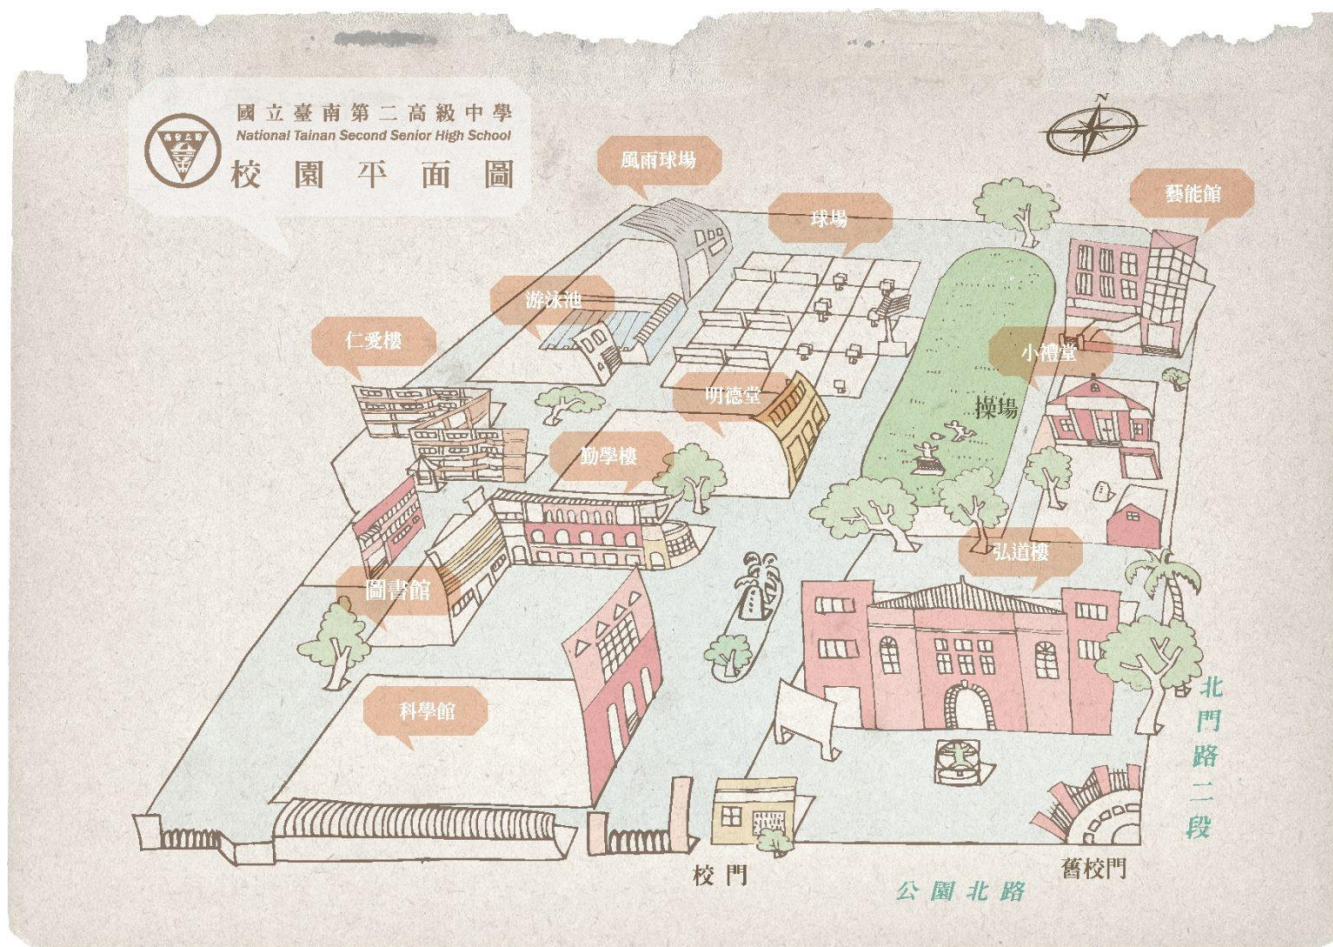 國立臺南第二高級中學
National Tainan Second Senior High School
校園平面圖
N
風雨球場
藝能館
球場
游泳池
仁愛樓
小禮堂
明德堂
操場
勤學樓
弘道樓
圖書館
科學館
北門路二段
校門
舊校門
公園北路